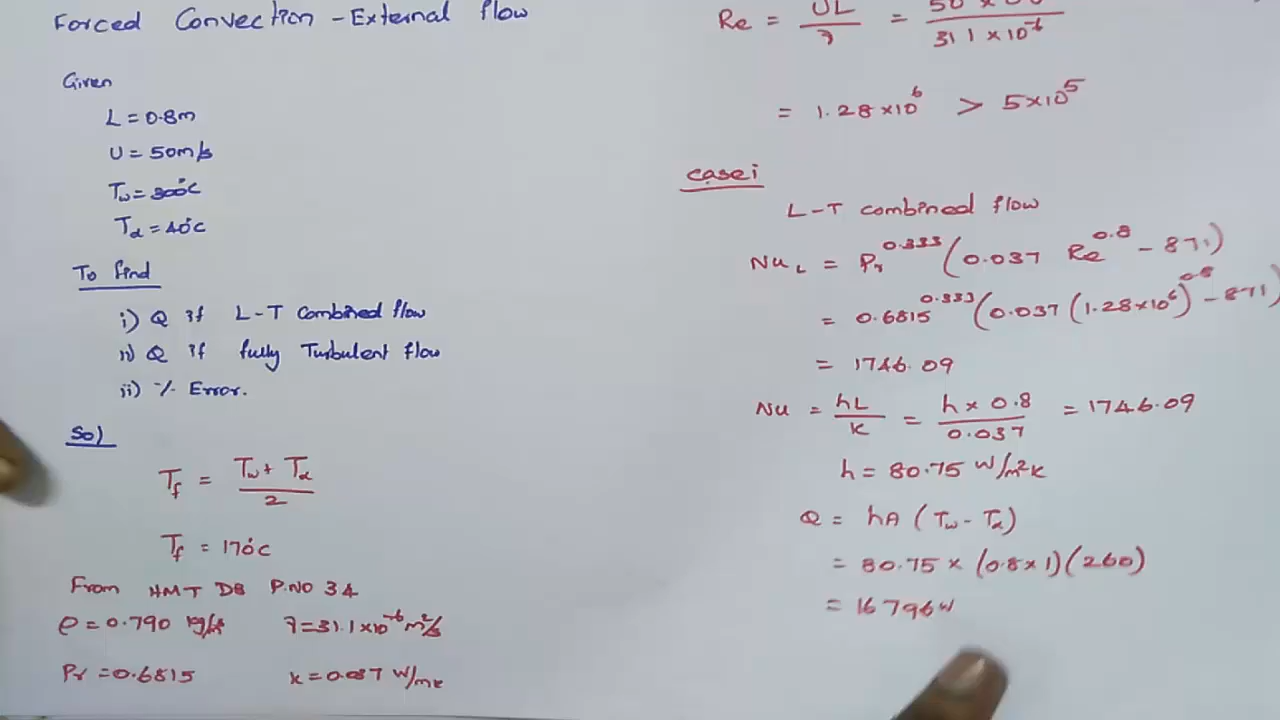 Forced Convection - External flow
Given
L = 0.8m
U = 50m/s
Tw = 300°C
Tα = 40°C
To find
i) Q if L-T Combined flow
ii) Q if fully Turbulent flow
iii) % Error.
Sol
Tf = (Tw + Tα)/2
Tf = 170°C
From HMT DB P.NO 34
ρ = 0.790 kg/m³ γ = 31.1×10⁻⁶ m²/s
Pr = 0.6815 K = 0.037 W/mk
Re = UL/γ = 50 × 0.8/31.1×10⁻⁶
= 1.28×10⁶ > 5×10⁵
case i
L-T combined flow
NuL = Pr^0.333 (0.037 Re^0.8 - 871)
= 0.6815^0.333 (0.037 (1.28×10⁶)^0.8 - 871)
= 1746.09
Nu = hL/K = h × 0.8/0.037 = 1746.09
h = 80.75 W/m²K
Q = hA (Tw - Tα)
= 80.75 × (0.8×1)(260)
= 16796W